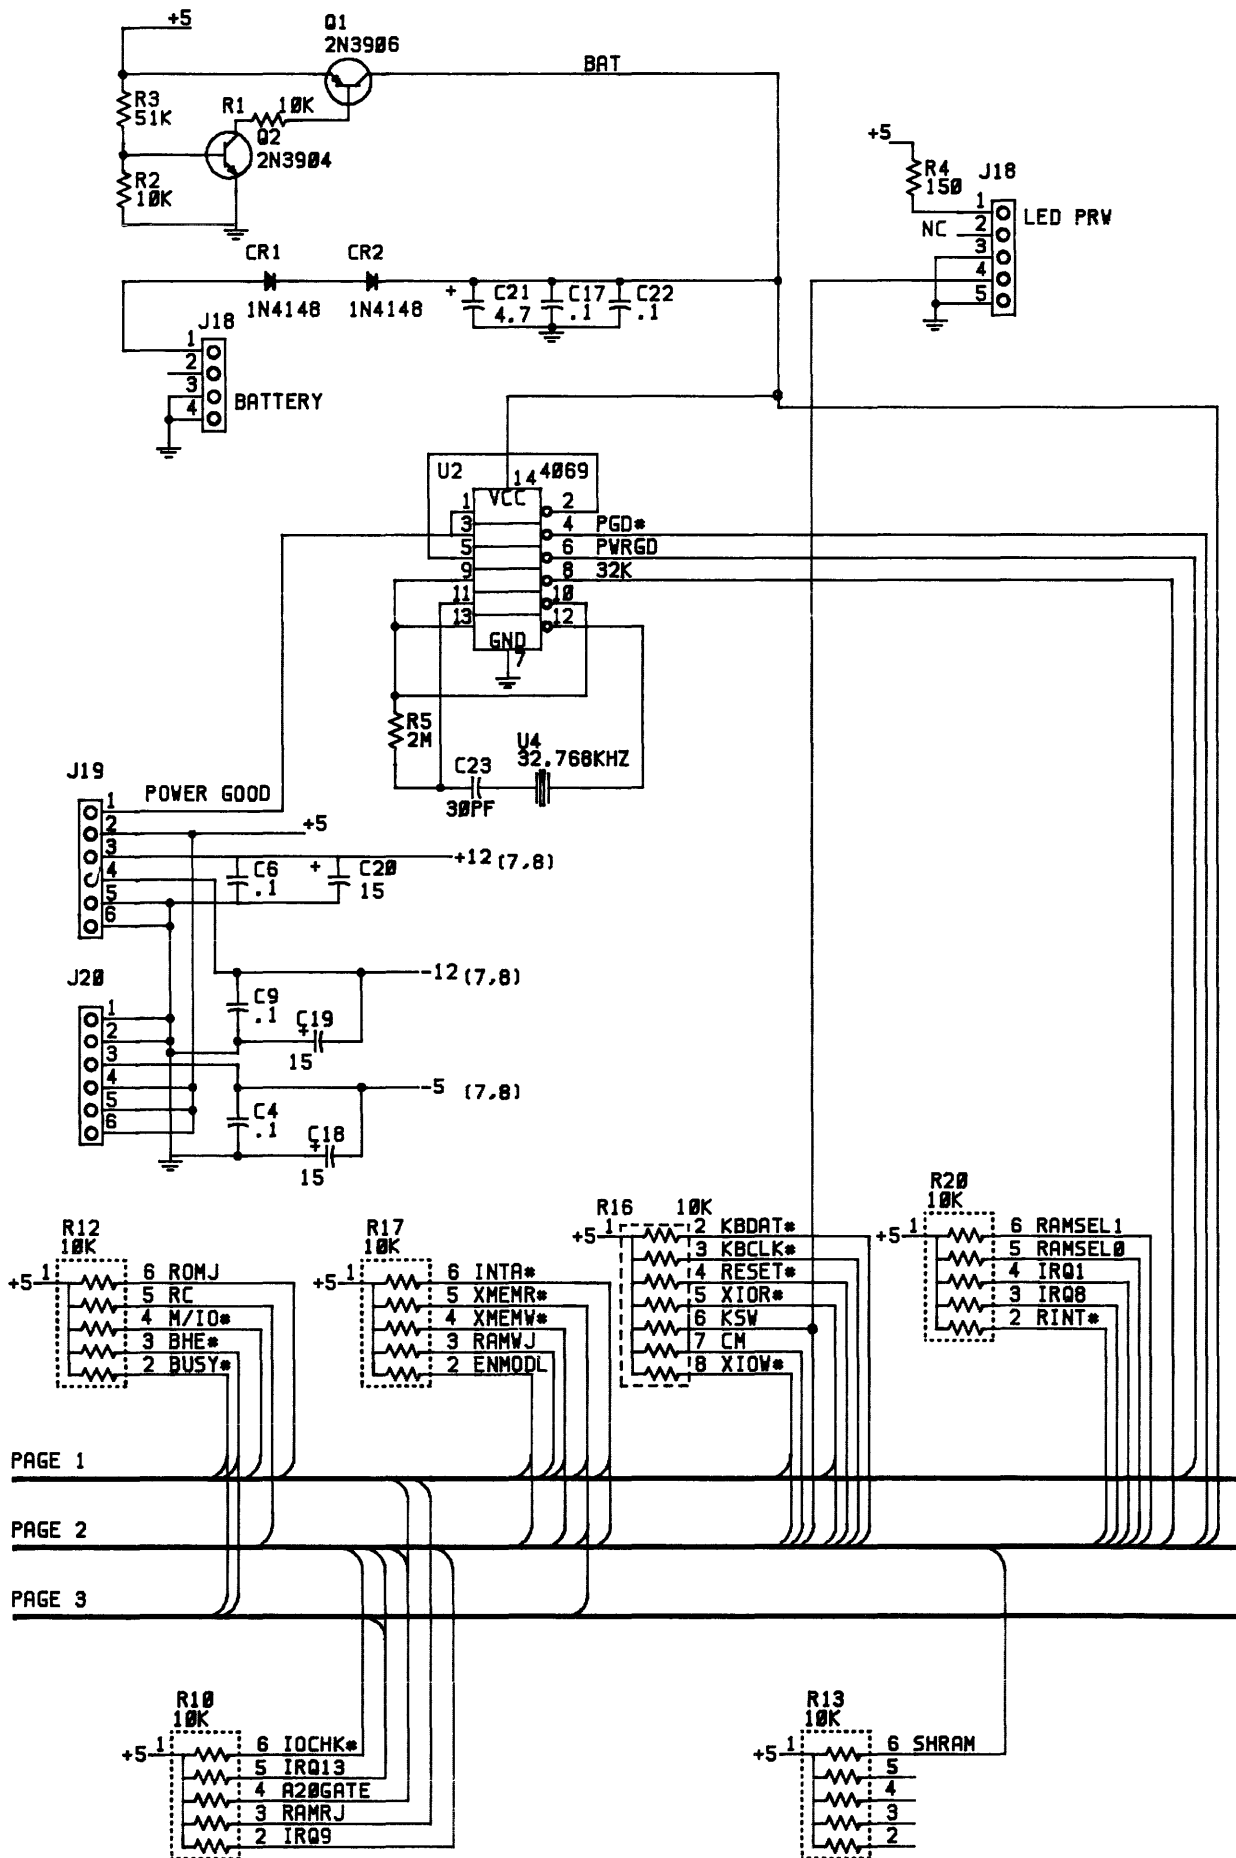 +5
Q1
2N3906
BAT
R3
51K
R1 10K
Q2
2N3904
R2
10K
+5
R4
150
J18
1
2
3
4
5
LED PRW
NC
CR1
1N4148
CR2
1N4148
+
C21
4.7
C17
.1
C22
.1
J18
1
2
3
4
BATTERY
U2
14 4069
VCC
1
3
5
9
11
13
2
4 PGD*
6 PWRGD
8 32K
10
12
GND
7
R5
2M
U4
32.768KHZ
C23
30PF
J19
POWER GOOD
1
2
3
4
5
6
+5
+12 (7,8)
C6
.1
+
C20
15
-12 (7,8)
J20
1
2
3
4
5
6
C9
.1
+
C19
15
-5 (7,8)
C4
.1
+
C18
15
R12
10K
+5 1
6 ROMJ
5 RC
4 M/IO*
3 BHE*
2 BUSY*
R17
10K
+5 1
6 INTA*
5 XMEMR*
4 XMEMW*
3 RAMWJ
2 ENMODL
R16 10K
+5 1
2 KBDAT*
3 KBCLK*
4 RESET*
5 XIOR*
6 KSW
7 CM
8 XIOW*
R20
10K
+5 1
6 RAMSEL1
5 RAMSEL0
4 IRQ1
3 IRQ8
2 RINT*
PAGE 1
PAGE 2
PAGE 3
R10
10K
+5 1
6 IOCHK*
5 IRQ13
4 A20GATE
3 RAMRJ
2 IRQ9
R13
10K
+5 1
6 SHRAM
5
4
3
2